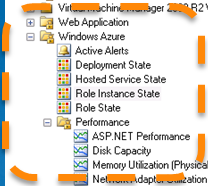 Virtual Machine Manager 2008 R2 V
Web Application
Windows Azure
Active Alerts
Deployment State
Hosted Service State
Role Instance State
Role State
Performance
ASP.NET Performance
Disk Capacity
Memory Utilization (Physical
Network Adapter Utilization